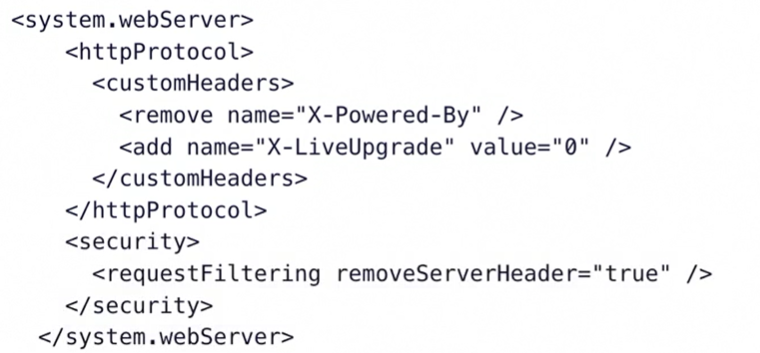 <system.webServer>
    <httpProtocol>
      <customHeaders>
        <remove name="X-Powered-By" />
        <add name="X-LiveUpgrade" value="0" />
      </customHeaders>
    </httpProtocol>
    <security>
      <requestFiltering removeServerHeader="true" />
    </security>
  </system.webServer>